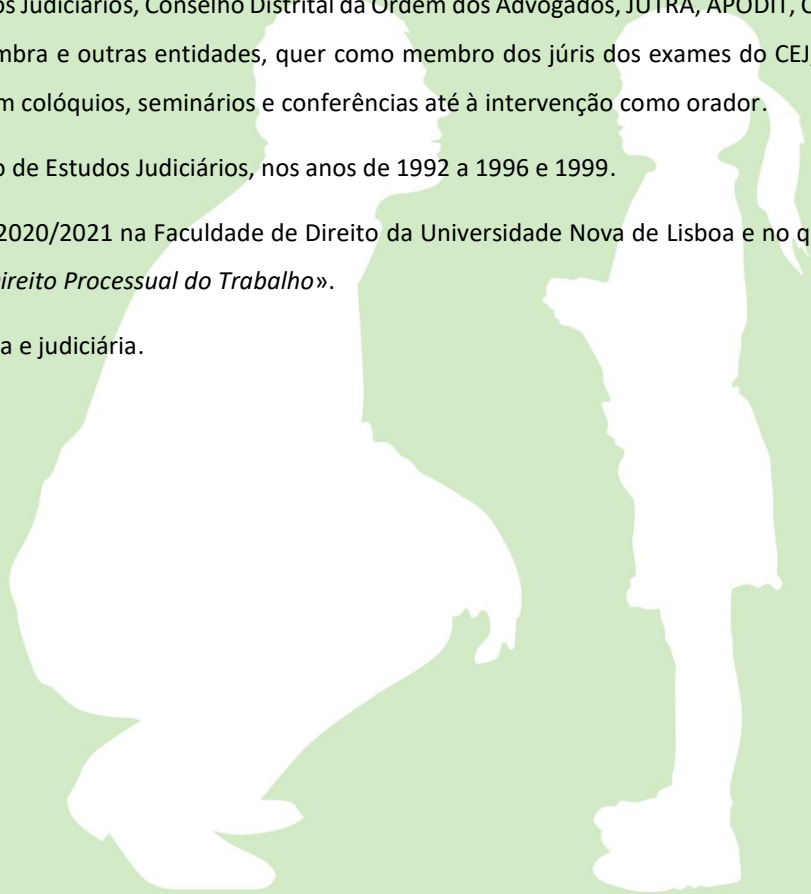 os Judiciários, Conselho Distrital da Ordem dos Advogados, JUTRA, APODIT,
mbra e outras entidades, quer como membro dos júris dos exames do CEJ,
m colóquios, seminários e conferências até à intervenção como orador.
o de Estudos Judiciários, nos anos de 1992 a 1996 e 1999.
2020/2021 na Faculdade de Direito da Universidade Nova de Lisboa e no q
ireito Processual do Trabalho».
a e judiciária.